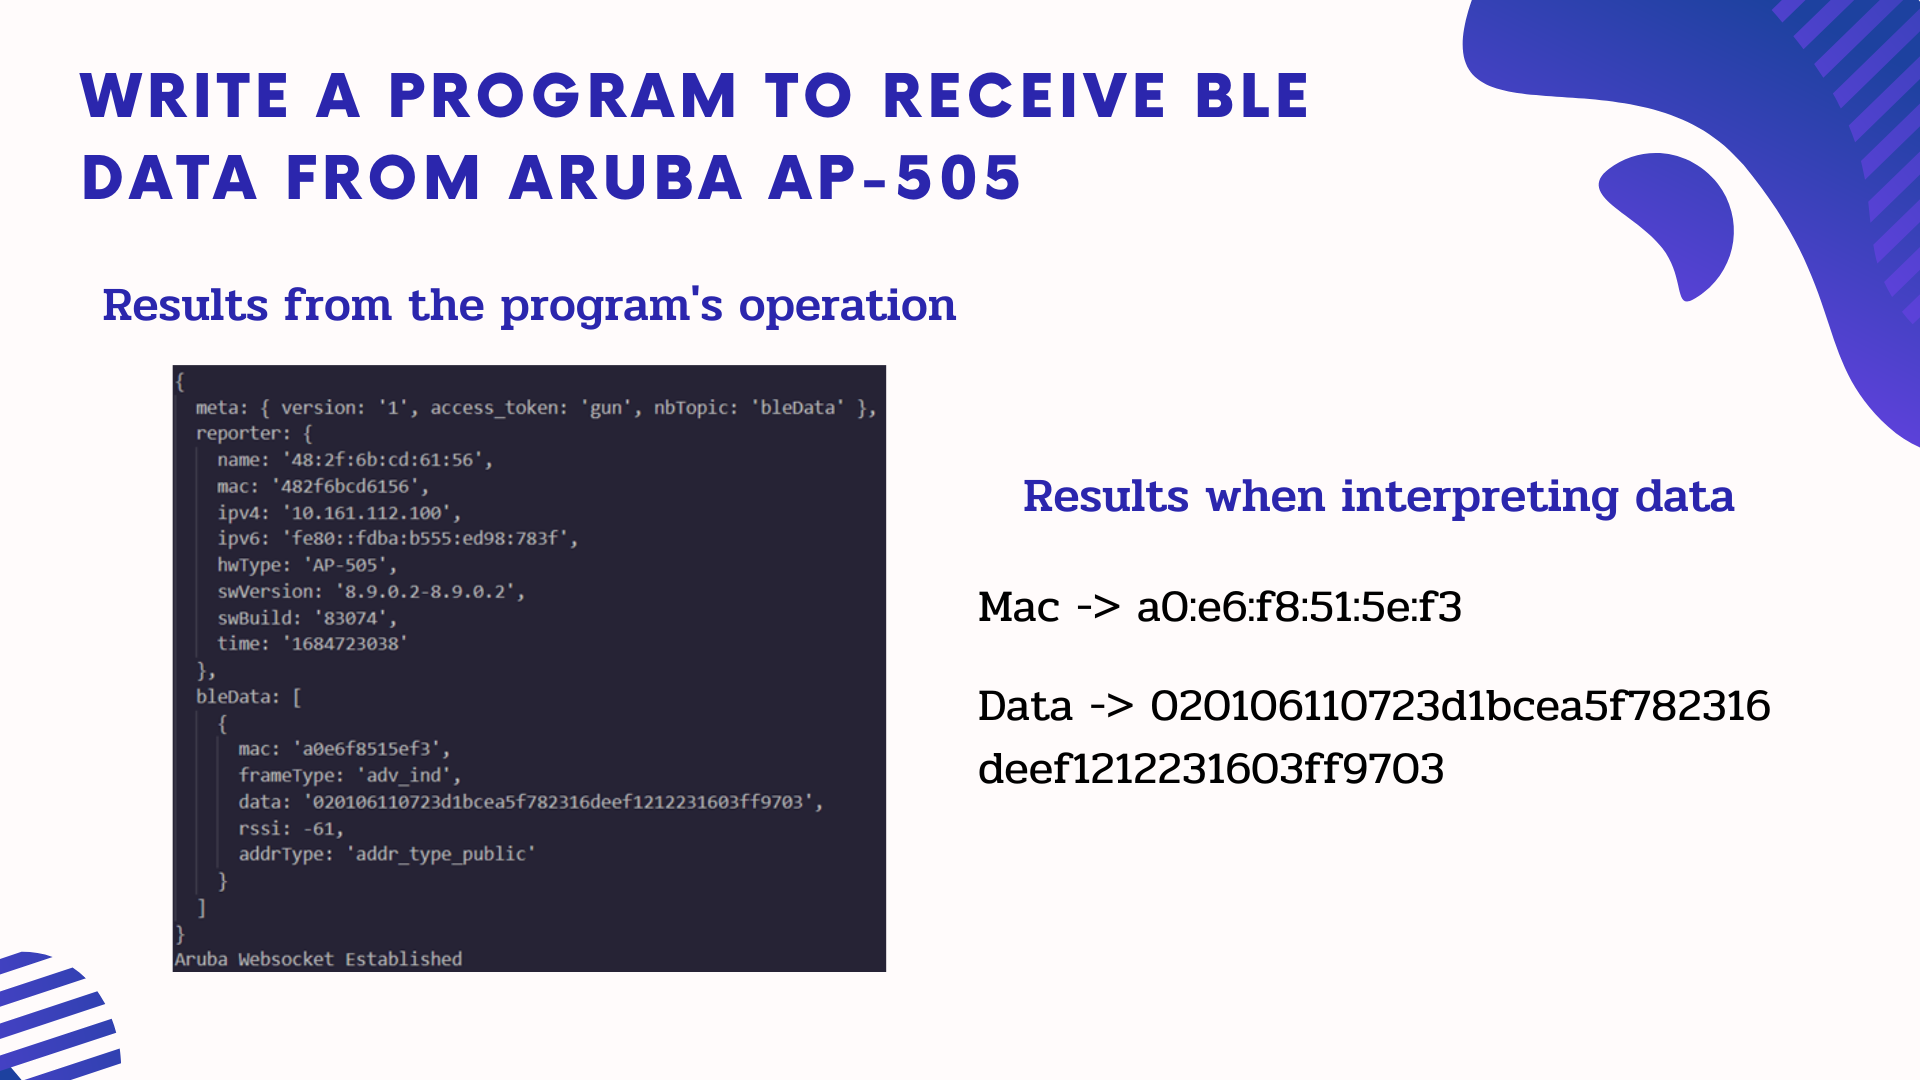 WRITE A PROGRAM TO RECEIVE BLE
DATA FROM ARUBA AP-505
Results from the program's operation
{
meta: { version: '1', access_token: 'gun', nbTopic: 'bleData' },
reporter: {
name: '48:2f:6b:cd:61:56',
mac: '482f6bcd6156',
ipv4: '10.161.112.100',
ipv6: 'fe80::fdba:b555:ed98:783f',
hwType: 'AP-505',
swVersion: '8.9.0.2-8.9.0.2',
swBuild: '83074',
time: '1684723038'
},
bleData: [
{
mac: 'a0e6f8515ef3',
frameType: 'adv_ind',
data: '020106110723d1bcea5f782316deef1212231603ff9703',
rssi: -61,
addrType: 'addr_type_public'
}
]
}
Aruba Websocket Established
Results when interpreting data
Mac -> a0:e6:f8:51:5e:f3
Data -> 020106110723d1bcea5f782316
deef1212231603ff9703